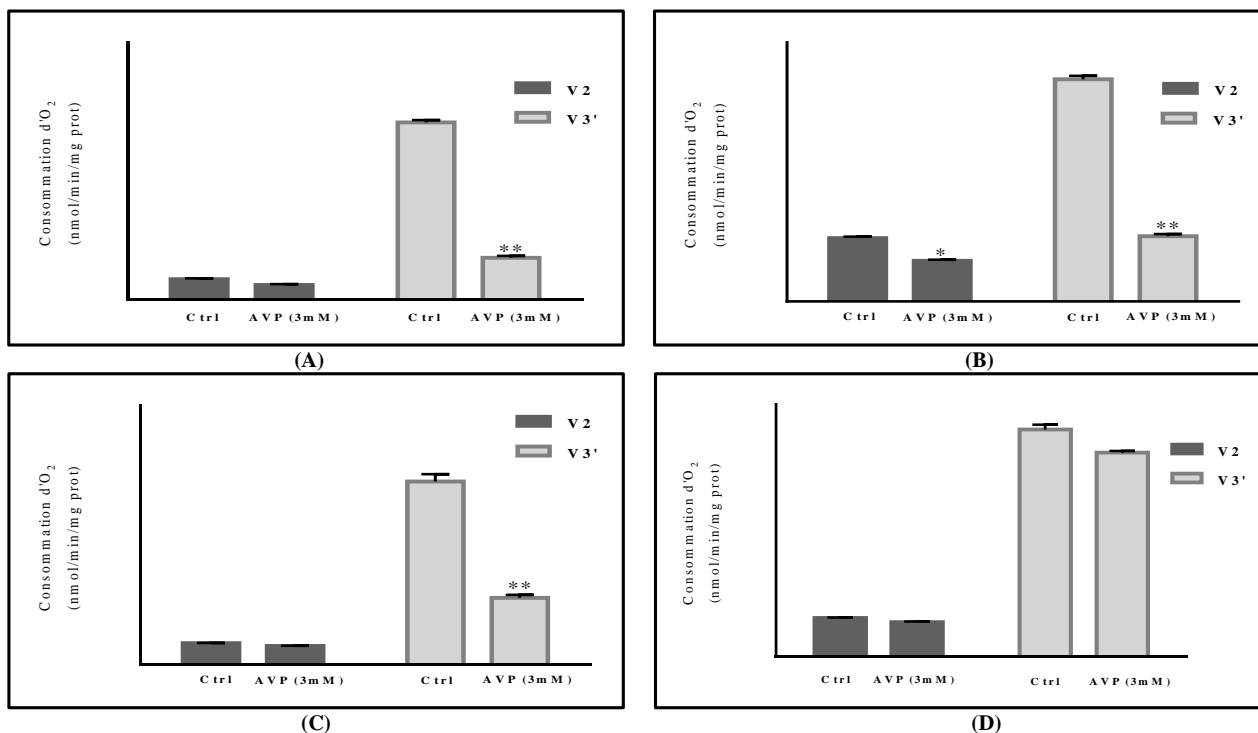 Consommation d'O2
(nmol/min/mg prot)
V2
V3'
**
Ctrl AVP (3mM) Ctrl AVP (3mM)
(A)
Consommation d'O2
(nmol/min/mg prot)
V2
V3'
* **
Ctrl AVP (3mM) Ctrl AVP (3mM)
(B)
Consommation d'O2
(nmol/min/mg prot)
V2
V3'
**
Ctrl AVP (3mM) Ctrl AVP (3mM)
(C)
Consommation d'O2
(nmol/min/mg prot)
V2
V3'
Ctrl AVP (3mM) Ctrl AVP (3mM)
(D)